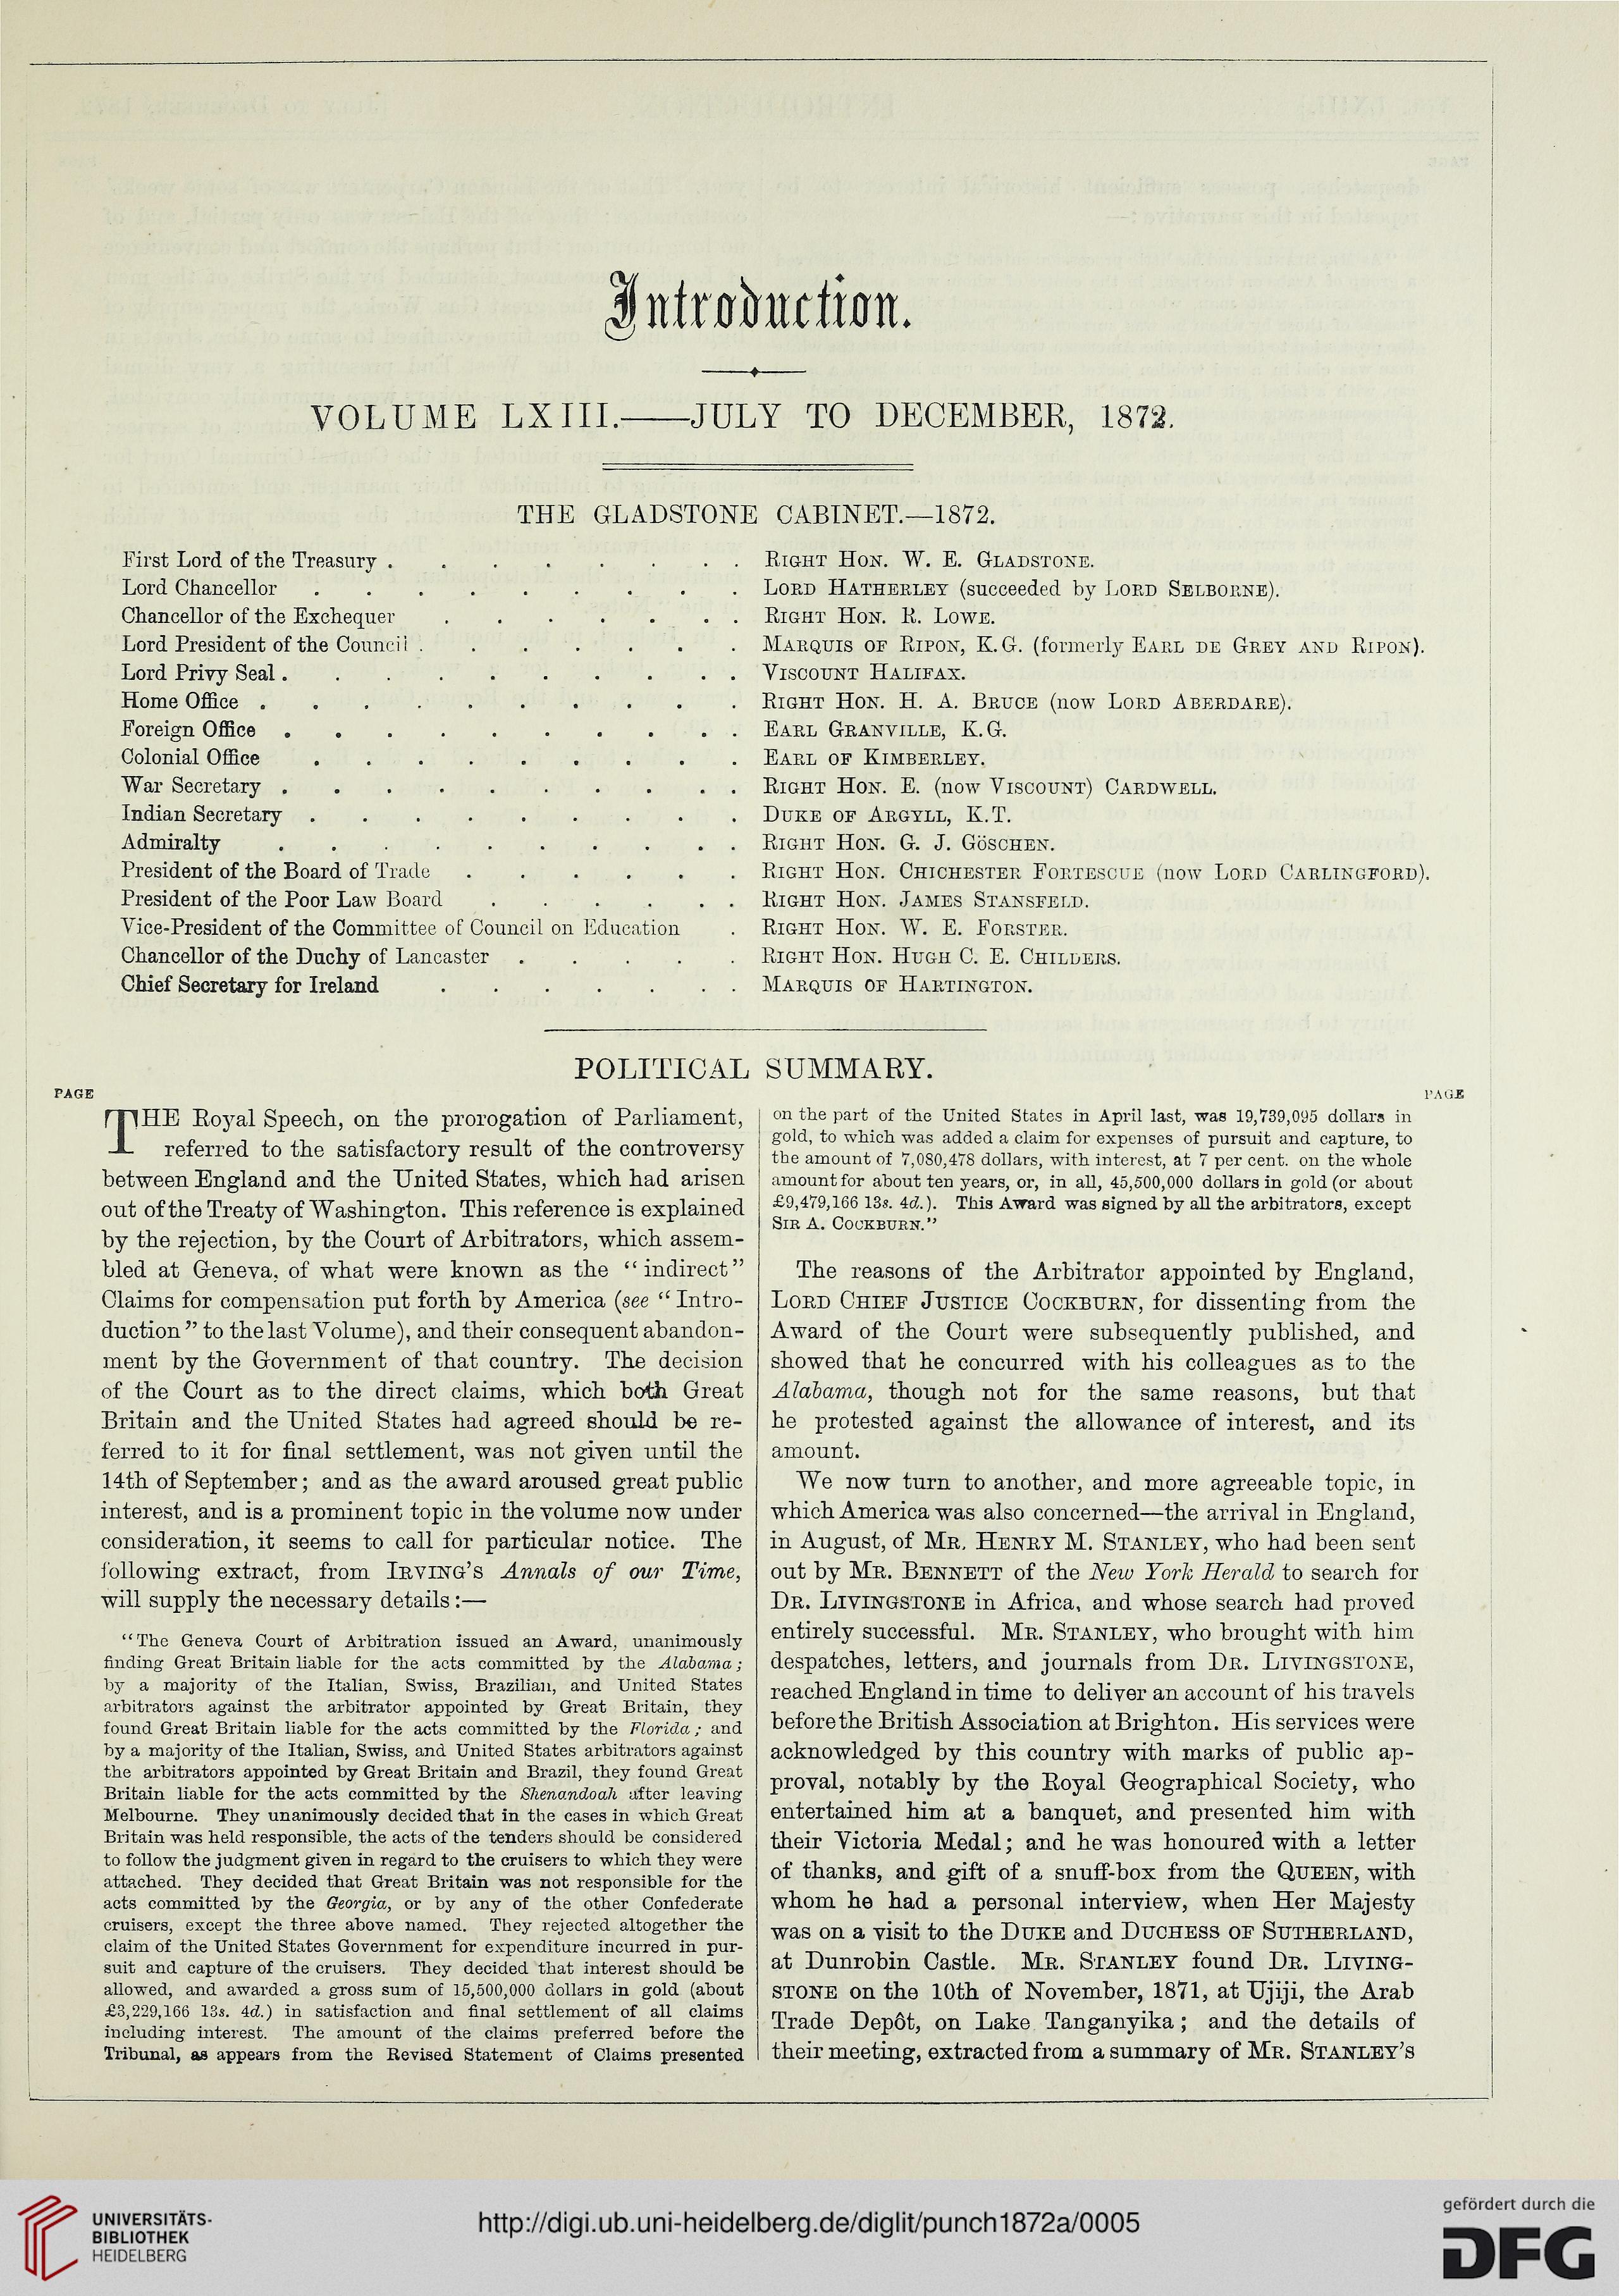 Introduction.
VOLUME LXIII.——JULY TO DECEMBER, 1872.
THE GLADSTONE CABINET.—1872.
First Lord of the Treasury . . . . . . . . RIGHT HON. W. E. GLADSTONE.
Lord Chancellor . . . . . . . . . LORD HATHERLEY (succeeded by LORD SELBORNE).
Chancellor of the Exchequer . . . . . . . RIGHT HON. R. LOWE.
Lord President of the Council . . . . . . . MARQUIS OF RIPON, K.G. (formerly EARL DE GREY AND RIPON).
Lord Privy Seal . . . . . . . . . . VISCOUNT HALIFAX.
Home Office . . . . . . . . . . RIGHT HON. H. A. BRUCE (now LORD ABERDARE).
Foreign Office . . . . . . . . . . EARL GRANVILLE, K.G.
Colonial Office . . . . . . . . . EARL OF KIMBERLEY.
War Secretary . . . . . . . . . . RIGHT HON. E. (now VISCOUNT) CARDWELL.
Indian Secretary . . . . . . . . . DUKE OF ARGYLL, K.T.
Admiralty . . . . . . . . . . RIGHT HON. G. J. GÖSCHEN.
President of the Board of Trade . . . . . . RIGHT HON. CHICHESTER FORTESCUE (now LORD CARLINGFORD).
President of the Poor Law Board . . . . . . RIGHT HON. JAMES STANSFELD.
Vice-President of the Committee of Council on Education . RIGHT HON. W. E. FORSTER.
Chancellor of the Duchy of Lancaster . . . . . RIGHT HON. HUGH C. E. CHILDERS.
Chief Secretary for Ireland . . . . . . . MARQUIS OF HARTINGTON.
POLITICAL SUMMARY.
PAGE
THE Royal Speech, on the prorogation of Parliament,
referred to the satisfactory result of the controversy
between England and the United States, which had arisen
out of the Treaty of Washington. This reference is explained
by the rejection, by the Court of Arbitrators, which assem-
bled at Geneva, of what were known as the "indirect"
Claims for compensation put forth by America (see "Intro-
duction" to the last Volume), and their consequent abandon-
ment by the Government of that country. The decision
of the Court as to the direct claims, which both Great
Britain and the United States had agreed should be re-
ferred to it for final settlement, was not given until the
14th of September; and as the award aroused great public
interest, and is a prominent topic in the volume now under
consideration, it seems to call for particular notice. The
following extract, from IRVING'S Annals of our Time,
will supply the necessary details:—
"The Geneva Court of Arbitration issued an Award, unanimously
finding Great Britain liable for the acts committed by the Alabama;
by a majority of the Italian, Swiss, Brazilian, and United States
arbitrators against the arbitrator appointed by Great Britain, they
found Great Britain liable for the acts committed by the Florida; and
by a majority of the Italian, Swiss, and United States arbitrators against
the arbitrators appointed by Great Britain and Brazil, they found Great
Britain liable for the acts committed by the Shenandoah after leaving
Melbourne. They unanimously decided that in the cases in which Great
Britain was held responsible, the acts of the tenders should be considered
to follow the judgment given in regard to the cruisers to which they were
attached. They decided that Great Britain was not responsible for the
acts committed by the Georgia, or by any of the other Confederate
cruisers, except the three above named. They rejected altogether the
claim of the United States Government for expenditure incurred in pur-
suit and capture of the cruisers. They decided that interest should be
allowed, and awarded a gross sum of 15,500,000 dollars in gold (about
£3,229,166 13s. 4d.) in satisfaction and final settlement of all claims
including interest. The amount of the claims preferred before the
Tribunal, as appears from the Revised Statement of Claims presented
PAGE
on the part of the United States in April last, was 19,739,095 dollars in
gold, to which was added a claim for expenses of pursuit and capture, to
the amount of 7,080,478 dollars, with interest, at 7 per cent. on the whole
amount for about ten years, or, in all, 45,500,000 dollars in gold (or about
£9,479,166 13s. 4d.). This Award was signed by all the arbitrators, except
SIR A. COCKBURN."
The reasons of the Arbitrator appointed by England,
LORD CHIEF JUSTICE COCKBURN, for dissenting from the
Award of the Court were subsequently published, and
showed that he concurred with his colleagues as to the
Alabama, though not for the same reasons, but that
he protested against the allowance of interest, and its
amount.
We now turn to another, and more agreeable topic, in
which America was also concerned—the arrival in England,
in August, of MR. HENRY M. STANLEY, who had been sent
out by MR. BENNETT of the New York Herald to search for
DR. LIVINGSTONE in Africa, and whose search had proved
entirely successful. MR. STANLEY, who brought with him
despatches, letters, and journals from DR. LIVINGSTONE,
reached England in time to deliver an account of his travels
before the British Association at Brighton. His services were
acknowledged by this country with marks of public ap-
proval, notably by the Royal Geographical Society, who
entertained him at a banquet, and presented him with
their Victoria Medal; and he was honoured with a letter
of thanks, and gift of a snuff-box from the QUEEN, with
whom he had a personal interview, when Her Majesty
was on a visit to the DUKE and DUCHESS OF SUTHERLAND,
at Dunrobin Castle. MR. STANLEY found DR. LIVING-
STONE on the 10th of November, 1871, at Ujiji, the Arab
Trade Depôt, on Lake Tanganyika; and the details of
their meeting, extracted from a summary of MR. STANLEY'S
UNIVERSITÄTS-
BIBLIOTHEK
HEIDELBERG
http://digi.ub.uni-heidelberg.de/diglit/punch1872a/0005
gefördert durch die
DFG